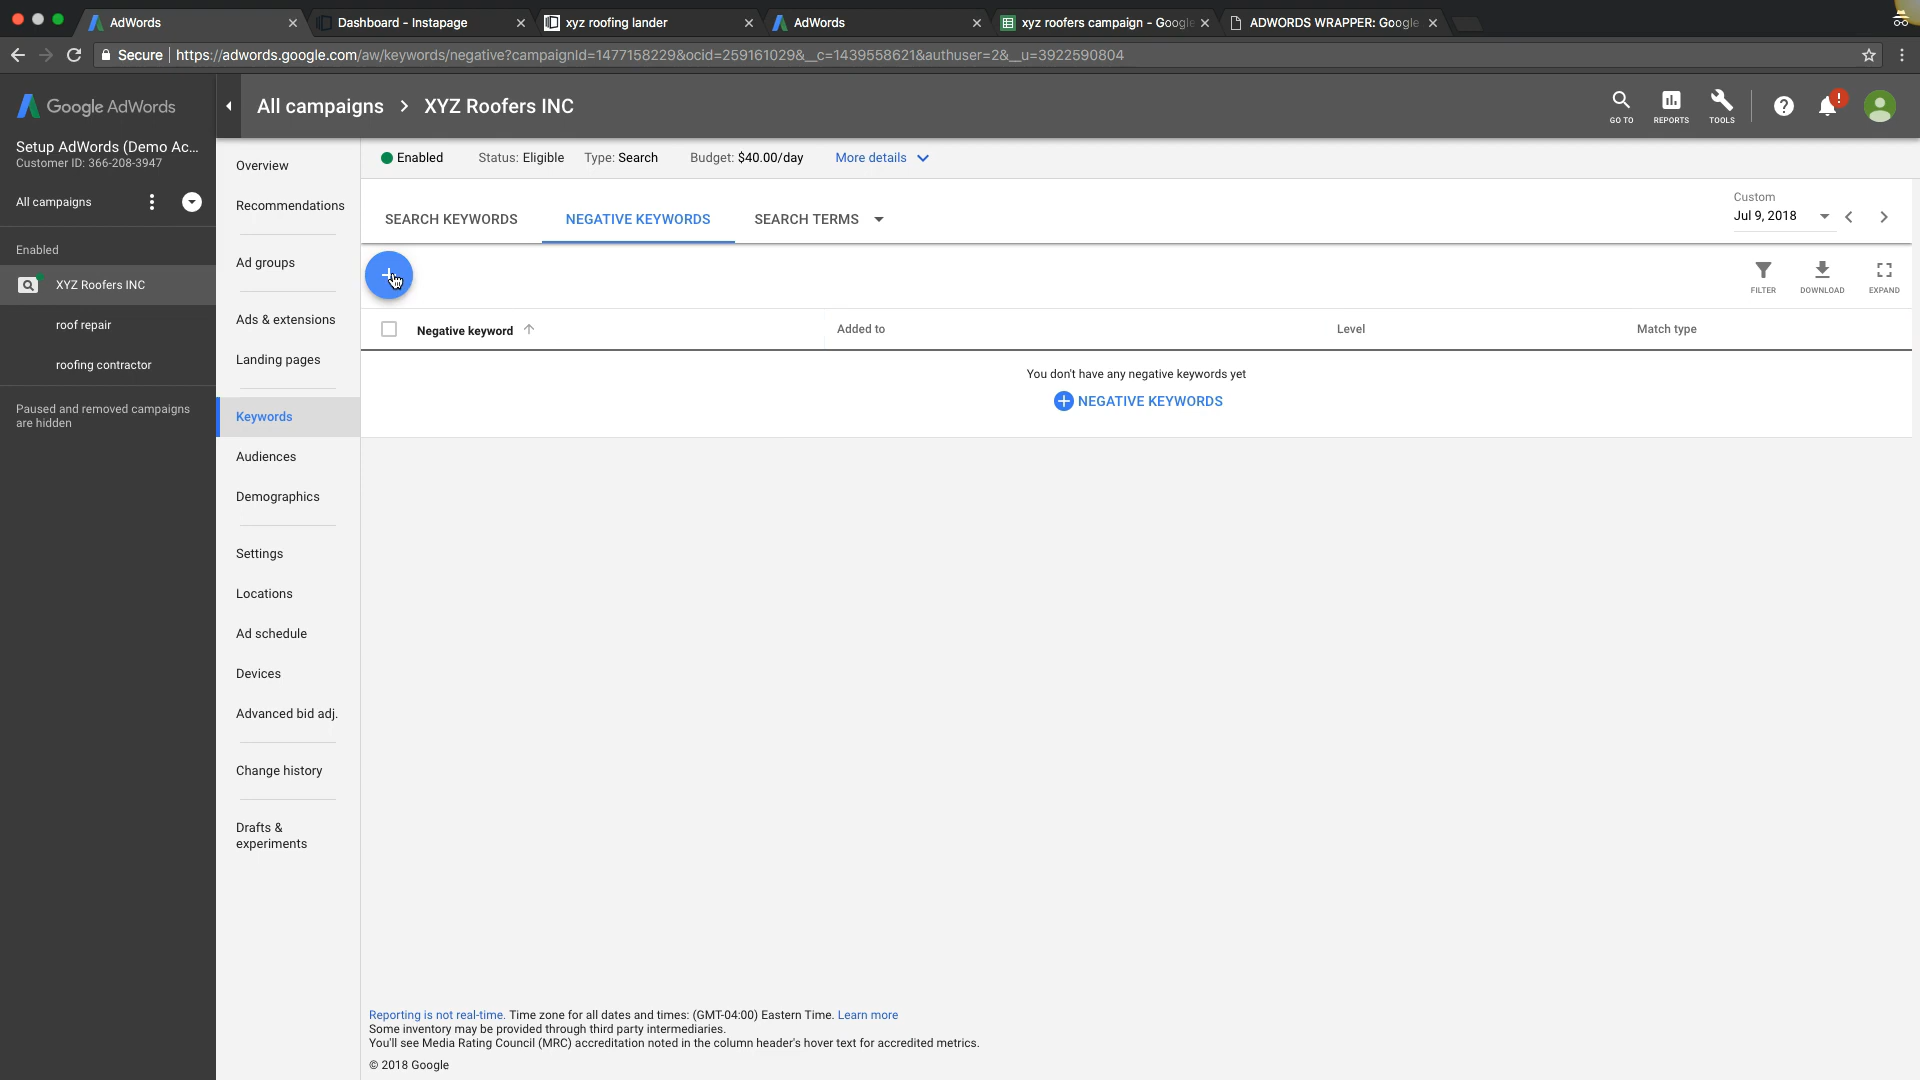 AdWords
Dashboard - Instapage
xyz roofing lander
AdWords
xyz roofers campaign - Google
ADWORDS WRAPPER: Google
Secure
https://adwords.google.com/aw/keywords/negative?campaignId=1477158229&ocid=259161029&__c=1439558621&authuser=2&__u=3922590804
Google AdWords
All campaigns > XYZ Roofers INC
GO TO
REPORTS
TOOLS
Setup AdWords (Demo Ac...
Customer ID: 366-208-3947
All campaigns
Enabled
XYZ Roofers INC
roof repair
roofing contractor
Paused and removed campaigns
are hidden
Overview
Recommendations
Ad groups
Ads & extensions
Landing pages
Keywords
Audiences
Demographics
Settings
Locations
Ad schedule
Devices
Advanced bid adj.
Change history
Drafts &
experiments
Enabled Status: Eligible Type: Search Budget: $40.00/day More details
SEARCH KEYWORDS NEGATIVE KEYWORDS SEARCH TERMS
Custom
Jul 9, 2018
FILTER
DOWNLOAD
EXPAND
Negative keyword Added to Level Match type
You don't have any negative keywords yet
NEGATIVE KEYWORDS
Reporting is not real-time. Time zone for all dates and times: (GMT-04:00) Eastern Time. Learn more
Some inventory may be provided through third party intermediaries.
You'll see Media Rating Council (MRC) accreditation noted in the column header's hover text for accredited metrics.
© 2018 Google